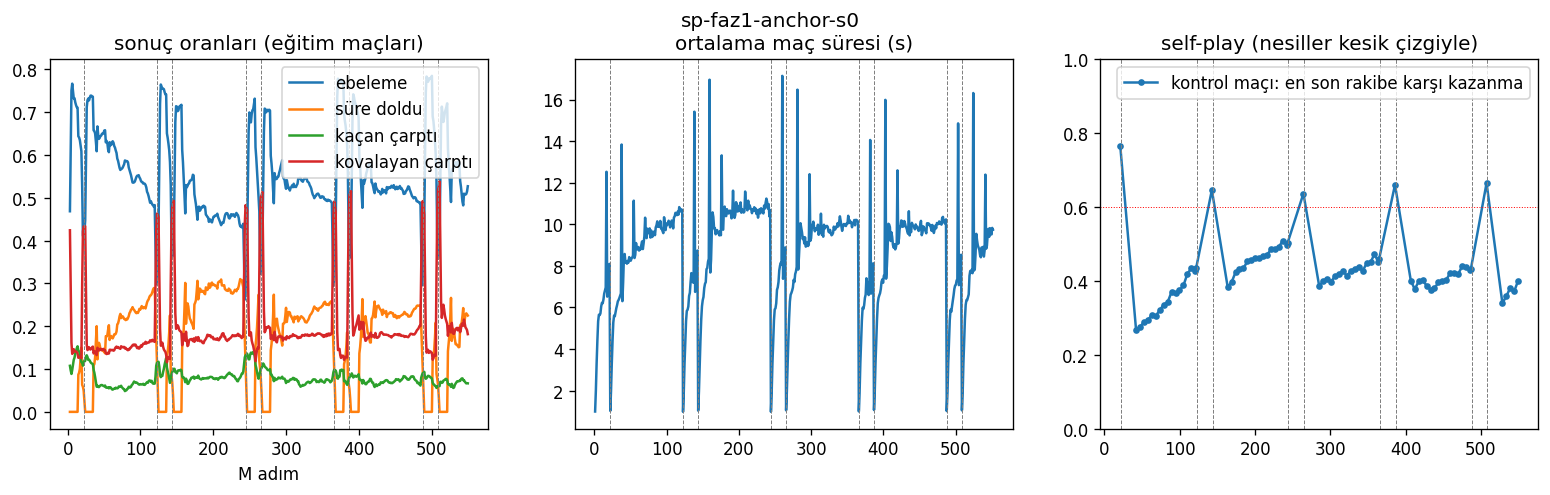 sp-faz1-anchor-s0
sonuç oranları (eğitim maçları)
ebeleme
süre doldu
kaçan çarptı
kovalayan çarptı
0.8
0.7
0.6
0.5
0.4
0.3
0.2
0.1
0.0
0 100 200 300 400 500
M adım
ortalama maç süresi (s)
16
14
12
10
8
6
4
2
0 100 200 300 400 500
self-play (nesiller kesik çizgiyle)
kontrol maçı: en son rakibe karşı kazanma
1.0
0.8
0.6
0.4
0.2
0.0
0 100 200 300 400 500